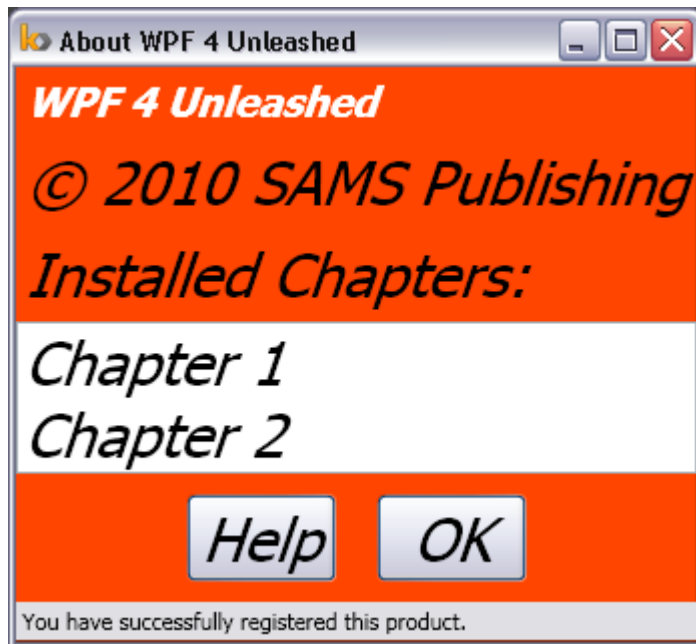 About WPF 4 Unleashed
WPF 4 Unleashed
© 2010 SAMS Publishing
Installed Chapters:
Chapter 1
Chapter 2
Help OK
You have successfully registered this product.